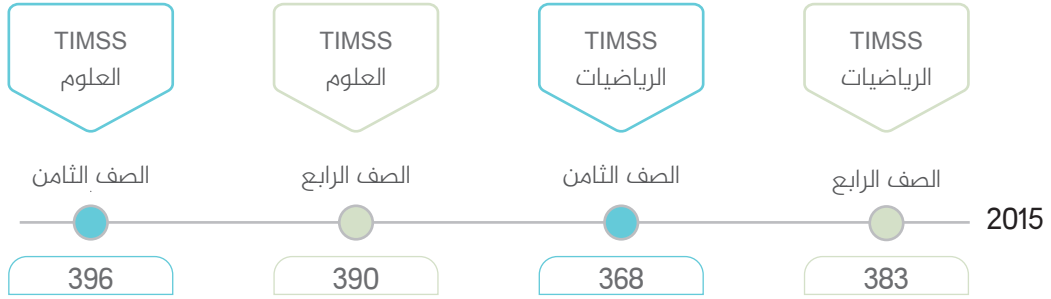 TIMSS
الرياضيات
TIMSS
الرياضيات
TIMSS
العلوم
TIMSS
العلوم
الصف الرابع
الصف الثامن
الصف الرابع
الصف الثامن
2015
383
368
390
396